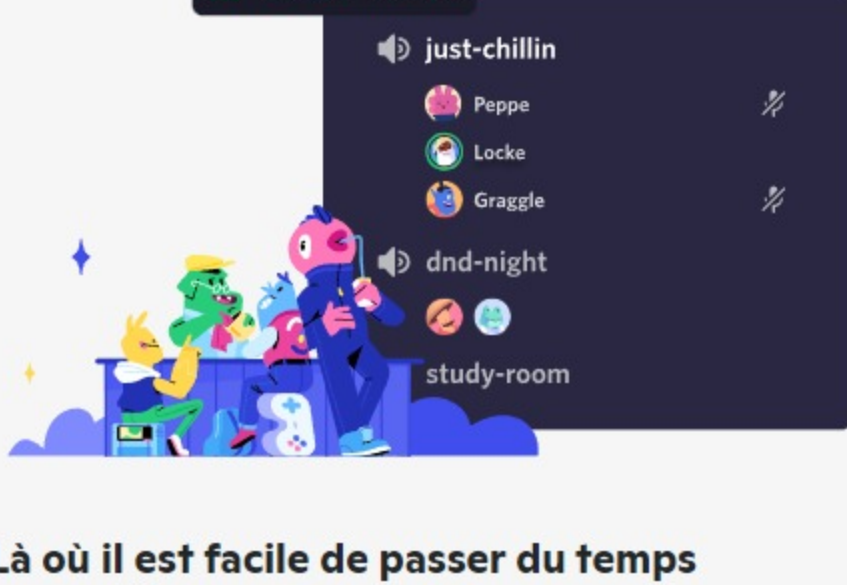 just-chillin
Peppe
Locke
Graggle
dnd-night
study-room
Là où il est facile de passer du temps